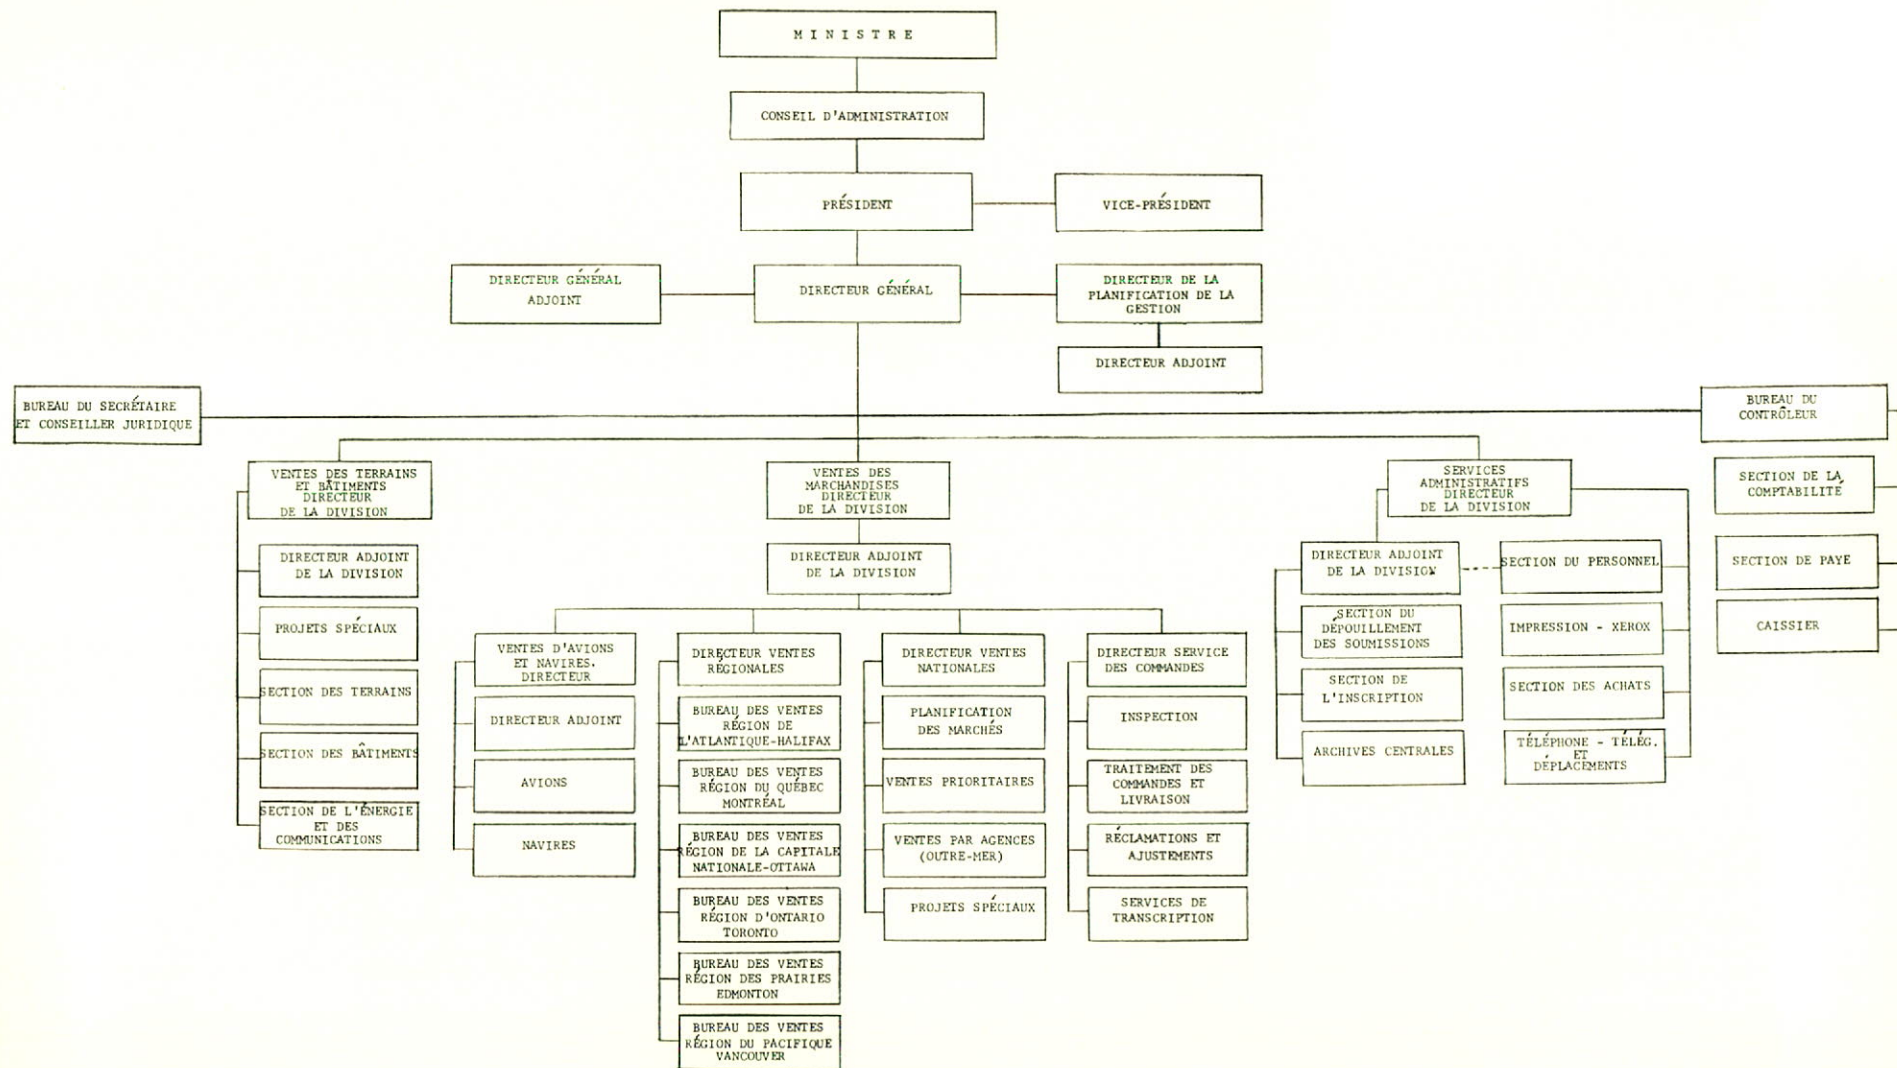 MINISTRE
CONSEIL D'ADMINISTRATION
PRÉSIDENT
VICE-PRÉSIDENT
DIRECTEUR GÉNÉRAL
ADJOINT
DIRECTEUR GÉNÉRAL
DIRECTEUR DE LA
PLANIFICATION DE LA
GESTION
DIRECTEUR ADJOINT
BUREAU DU SECRÉTAIRE
ET CONSEILLER JURIDIQUE
BUREAU DU
CONTRÔLEUR
VENTES DES TERRAINS
ET BÂTIMENTS
DIRECTEUR
DE LA DIVISION
DIRECTEUR ADJOINT
DE LA DIVISION
PROJETS SPÉCIAUX
SECTION DES TERRAINS
SECTION DES BÂTIMENTS
SECTION DE L'ÉNERGIE
ET DES
COMMUNICATIONS
VENTES DES
MARCHANDISES
DIRECTEUR
DE LA DIVISION
DIRECTEUR ADJOINT
DE LA DIVISION
VENTES D'AVIONS
ET NAVIRES.
DIRECTEUR
DIRECTEUR ADJOINT
AVIONS
NAVIRES
DIRECTEUR VENTES
RÉGIONALES
BUREAU DES VENTES
RÉGION DE
L'ATLANTIQUE-HALIFAX
BUREAU DES VENTES
RÉGION DU QUÉBEC
MONTRÉAL
BUREAU DES VENTES
RÉGION DE LA CAPITALE
NATIONALE-OTTAWA
BUREAU DES VENTES
RÉGION D'ONTARIO
TORONTO
BUREAU DES VENTES
RÉGION DES PRAIRIES
EDMONTON
BUREAU DES VENTES
RÉGION DU PACIFIQUE
VANCOUVER
DIRECTEUR VENTES
NATIONALES
PLANIFICATION
DES MARCHÉS
VENTES PRIORITAIRES
VENTES PAR AGENCES
(OUTRE-MER)
PROJETS SPÉCIAUX
DIRECTEUR SERVICE
DES COMMANDES
INSPECTION
TRAITEMENT DES
COMMANDES ET
LIVRAISON
RÉCLAMATIONS ET
AJUSTEMENTS
SERVICES DE
TRANSCRIPTION
SERVICES
ADMINISTRATIFS
DIRECTEUR
DE LA DIVISION
DIRECTEUR ADJOINT
DE LA DIVISION
SECTION DU
DÉPOUILLEMENT
DES SOUMISSIONS
SECTION DE
L'INSCRIPTION
ARCHIVES CENTRALES
SECTION DU PERSONNEL
IMPRESSION - XEROX
SECTION DES ACHATS
TÉLÉPHONE - TÉLÉG.
ET
DÉPLACEMENTS
SECTION DE LA
COMPTABILITÉ
SECTION DE PAYE
CAISSIER